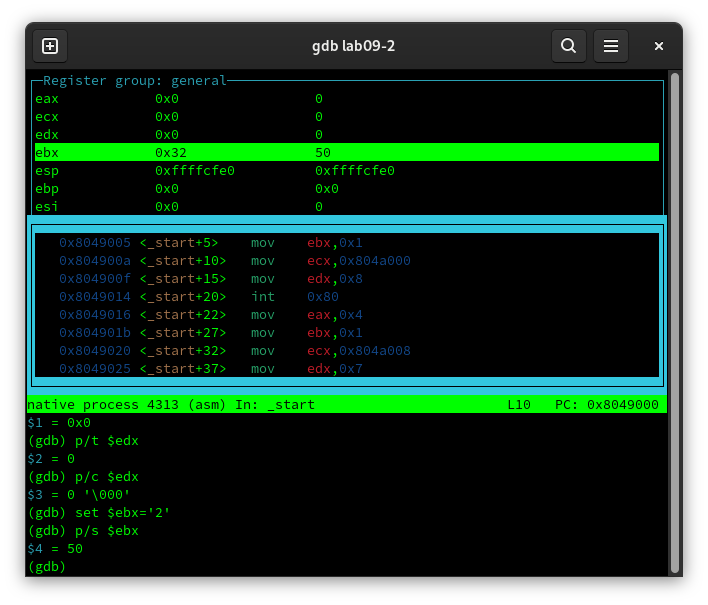 gdb lab09-2
Register group: general
eax 0x0 0
ecx 0x0 0
edx 0x0 0
ebx 0x32 50
esp 0xffffcfe0 0xffffcfe0
ebp 0x0 0x0
esi 0x0 0
0x8049005 <_start+5> mov ebx,0x1
0x804900a <_start+10> mov ecx,0x804a000
0x804900f <_start+15> mov edx,0x8
0x8049014 <_start+20> int 0x80
0x8049016 <_start+22> mov eax,0x4
0x804901b <_start+27> mov ebx,0x1
0x8049020 <_start+32> mov ecx,0x804a008
0x8049025 <_start+37> mov edx,0x7
native process 4313 (asm) In: _start L10 PC: 0x8049000
$1 = 0x0
(gdb) p/t $edx
$2 = 0
(gdb) p/c $edx
$3 = 0 '\000'
(gdb) set $ebx='2'
(gdb) p/s $ebx
$4 = 50
(gdb)